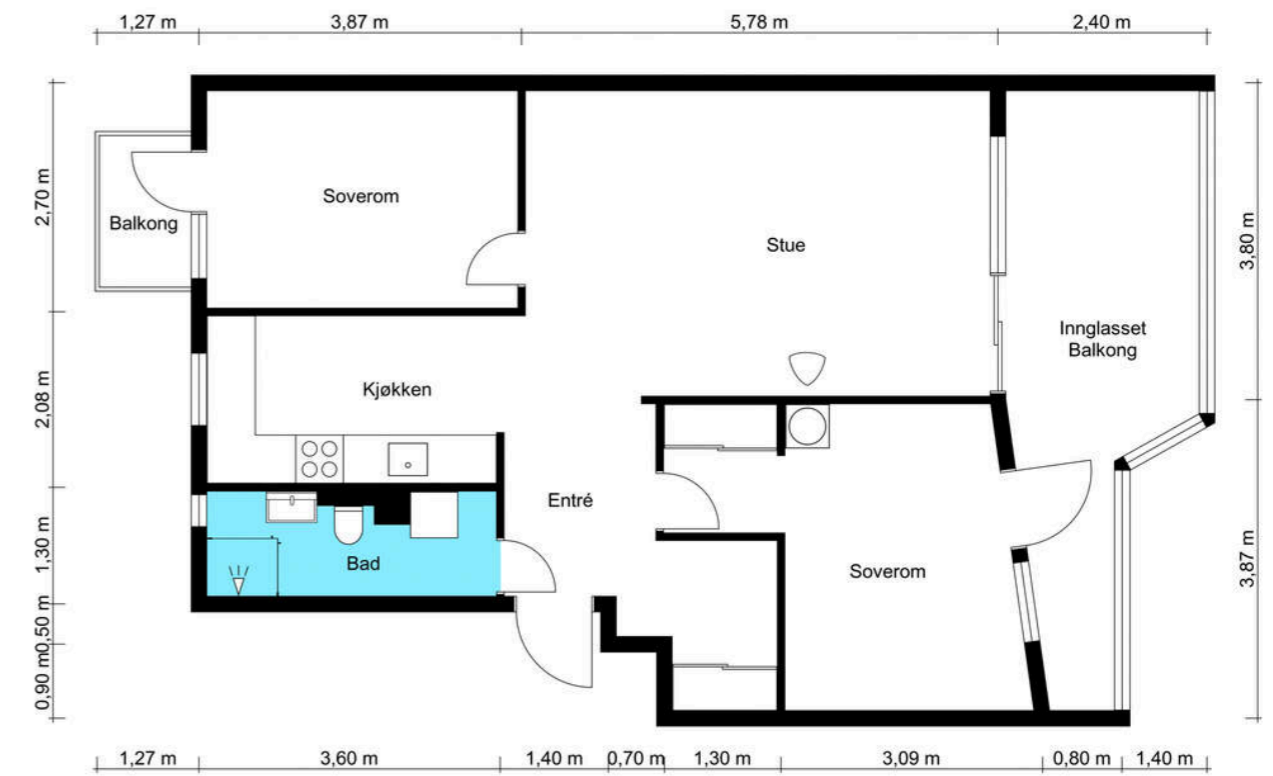 1,27 m
3,87 m
5,78 m
2,40 m
2,70 m
2,08 m
1,30 m
0,50 m
0,90 m
Balkong
Soverom
Stue
Innglasset
Balkong
Kjøkken
Entré
Bad
Soverom
3,80 m
3,87 m
1,27 m
3,60 m
1,40 m
0,70 m
1,30 m
3,09 m
0,80 m
1,40 m